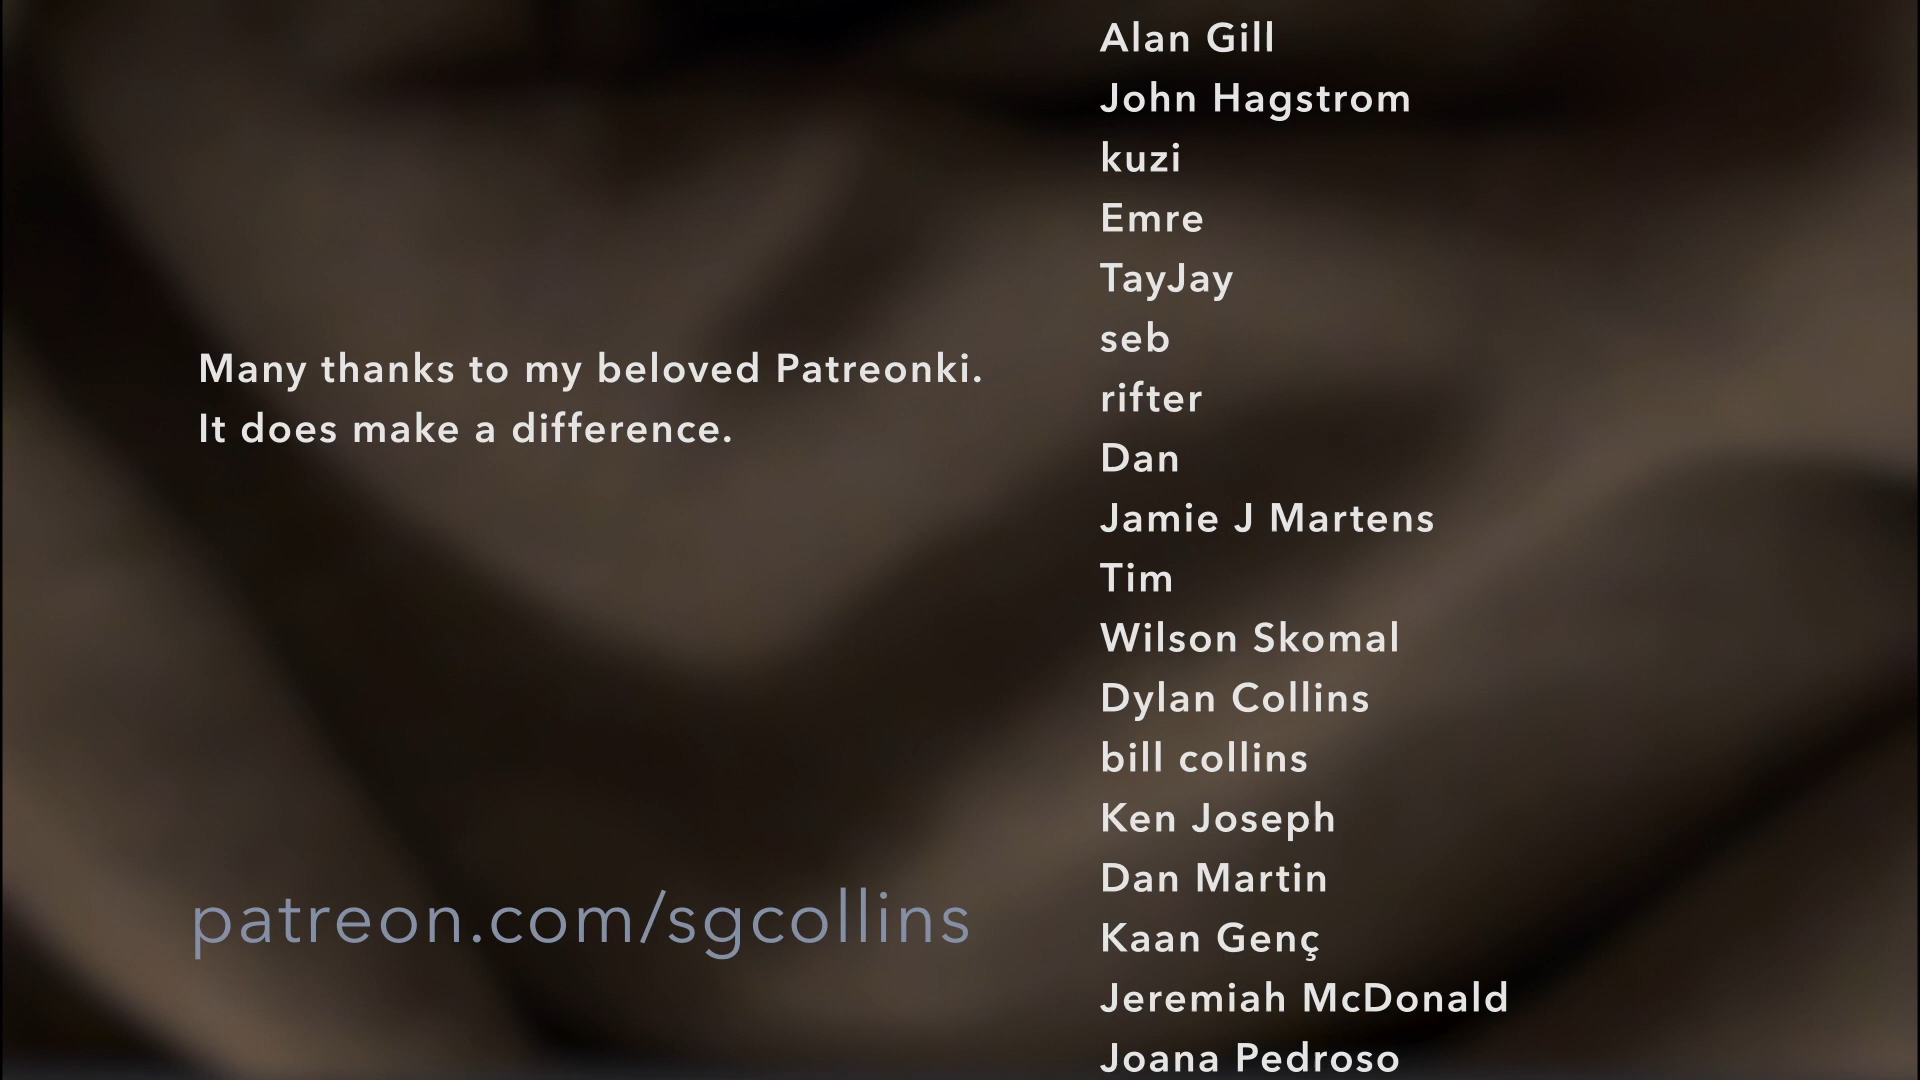 Many thanks to my beloved Patreonki.
It does make a difference.
patreon.com/sgcollins
Alan Gill
John Hagstrom
kuzi
Emre
TayJay
seb
rifter
Dan
Jamie J Martens
Tim
Wilson Skomal
Dylan Collins
bill collins
Ken Joseph
Dan Martin
Kaan Genç
Jeremiah McDonald
Joana Pedroso